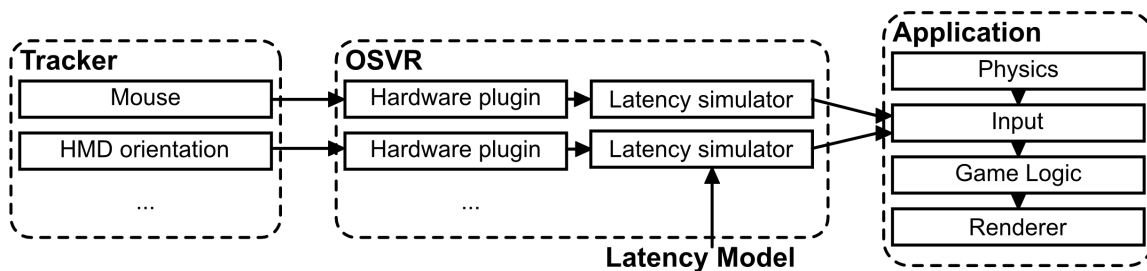 Tracker
Mouse
HMD orientation
...
OSVR
Hardware plugin
Latency simulator
Hardware plugin
Latency simulator
...
Latency Model
Application
Physics
Input
Game Logic
Renderer